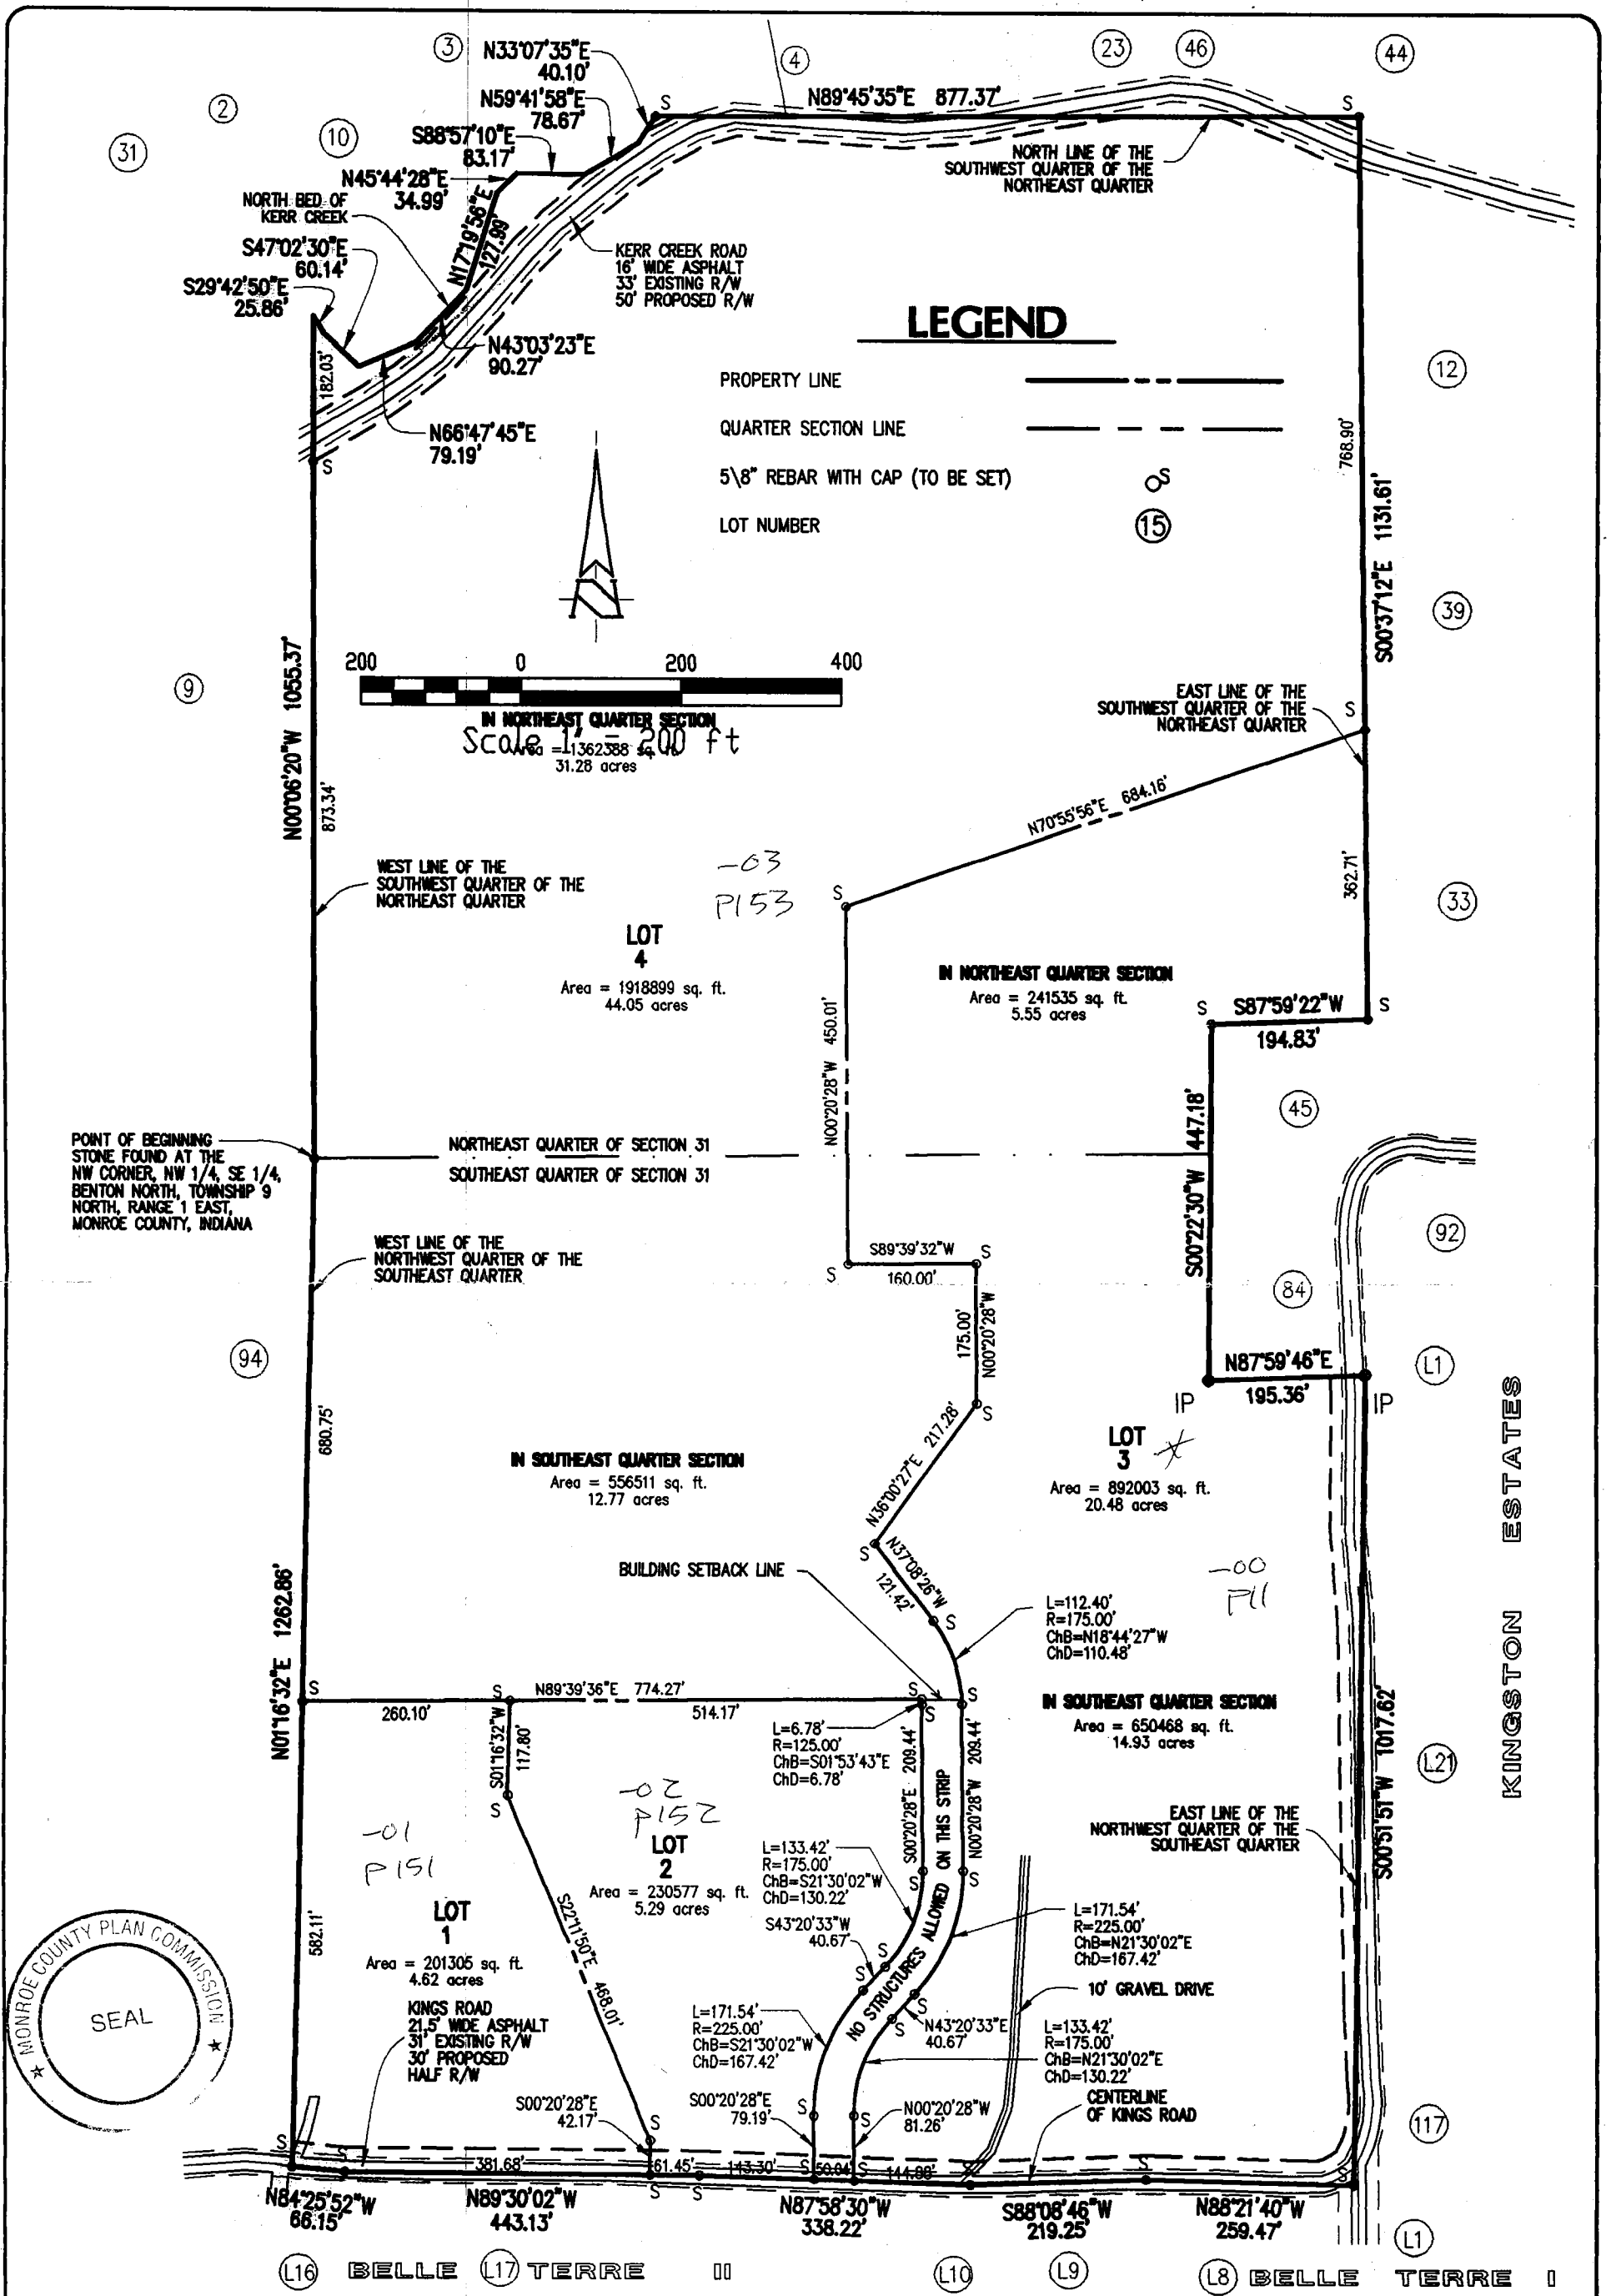 3
N33°07'35"E
40.10'
4
23
46
44
N89°45'35"E 877.37'
2
N59°41'58"E
78.67'
S
S
31
10
S88°57'10"E
83.17'
NORTH LINE OF THE
SOUTHWEST QUARTER OF THE
NORTHEAST QUARTER
N45°44'28"E
34.99'
NORTH BED OF
KERR CREEK
N17°19'56"E
127.99'
S47°02'30"E
60.14'
KERR CREEK ROAD
16' WIDE ASPHALT
33' EXISTING R/W
50' PROPOSED R/W
S29°42'50"E
25.86'
LEGEND
182.03'
N43°03'23"E
90.27'
12
PROPERTY LINE
N66°47'45"E
79.19'
QUARTER SECTION LINE
S
768.90'
5\8" REBAR WITH CAP (TO BE SET)
S
LOT NUMBER
15
S00°37'12"E 1131.61'
39
N
N00°06'20"W 1055.37'
200 0 200 400
9
IN NORTHEAST QUARTER SECTION
Scale 1" = 200 ft
Area = 1362388 sq. ft.
31.28 acres
EAST LINE OF THE
SOUTHWEST QUARTER OF THE
NORTHEAST QUARTER
S
873.34'
N70°55'56"E 684.16'
WEST LINE OF THE
SOUTHWEST QUARTER OF THE
NORTHEAST QUARTER
-03
P153
S
362.71'
33
LOT
4
Area = 1918899 sq. ft.
44.05 acres
IN NORTHEAST QUARTER SECTION
Area = 241535 sq. ft.
5.55 acres
S
S87°59'22"W
194.83'
S
N00°20'28"W 450.01'
45
S00°22'30"W 447.18'
POINT OF BEGINNING
STONE FOUND AT THE
NW CORNER, NW 1/4, SE 1/4,
BENTON NORTH, TOWNSHIP 9
NORTH, RANGE 1 EAST,
MONROE COUNTY, INDIANA
NORTHEAST QUARTER OF SECTION 31
SOUTHEAST QUARTER OF SECTION 31
92
WEST LINE OF THE
NORTHWEST QUARTER OF THE
SOUTHEAST QUARTER
S89°39'32"W
160.00'
S
S
84
175.00'
N00°20'28"W
94
N87°59'46"E
195.36'
L1
IP
IP
S
680.75'
N36°00'27"E 217.28'
LOT
3
Area = 892003 sq. ft.
20.48 acres
IN SOUTHEAST QUARTER SECTION
Area = 556511 sq. ft.
12.77 acres
KINGSTON ESTATES
S
N37°08'26"W
121.42'
BUILDING SETBACK LINE
S
-00
P11
L=112.40'
R=175.00'
ChB=N18°44'27"W
ChD=110.48'
N01°16'32"E 1262.86'
S
S
N89°39'36"E 774.27'
260.10'
514.17'
S
S
S
IN SOUTHEAST QUARTER SECTION
Area = 650468 sq. ft.
14.93 acres
S01°16'32"W
117.80'
S
L=6.78'
R=125.00'
ChB=S01°53'43"E
ChD=6.78'
S00°20'28"E 209.44'
N00°20'28"W 209.44'
S00°51'51"W 1017.62'
L21
-02
P152
-01
P151
EAST LINE OF THE
NORTHWEST QUARTER OF THE
SOUTHEAST QUARTER
LOT
2
Area = 230577 sq. ft.
5.29 acres
L=133.42'
R=175.00'
ChB=S21°30'02"W
ChD=130.22'
S
S
NO STRUCTURES ALLOWED ON THIS STRIP
S22°11'50"E 468.01'
LOT
1
Area = 201305 sq. ft.
4.62 acres
582.11'
S43°20'33"W
40.67'
S
S
S
S
L=171.54'
R=225.00'
ChB=N21°30'02"E
ChD=167.42'
10' GRAVEL DRIVE
MONROE COUNTY PLAN COMMISSION
SEAL
KINGS ROAD
21.5' WIDE ASPHALT
31' EXISTING R/W
30' PROPOSED
HALF R/W
L=171.54'
R=225.00'
ChB=S21°30'02"W
ChD=167.42'
N43°20'33"E
40.67'
L=133.42'
R=175.00'
ChB=N21°30'02"E
ChD=130.22'
S00°20'28"E
42.17'
S00°20'28"E
79.19'
S
S
N00°20'28"W
81.26'
CENTERLINE
OF KINGS ROAD
117
S
S
S
381.68'
61.45'
143.30'
50.04'
144.88'
S
S
S
S
S
S
S
N84°25'52"W
66.15'
N89°30'02"W
443.13'
N87°58'30"W
338.22'
S88°08'46"W
219.25'
N88°21'40"W
259.47'
L1
L16
BELLE
L17
TERRE II
L10
L9
L8
BELLE TERRE I